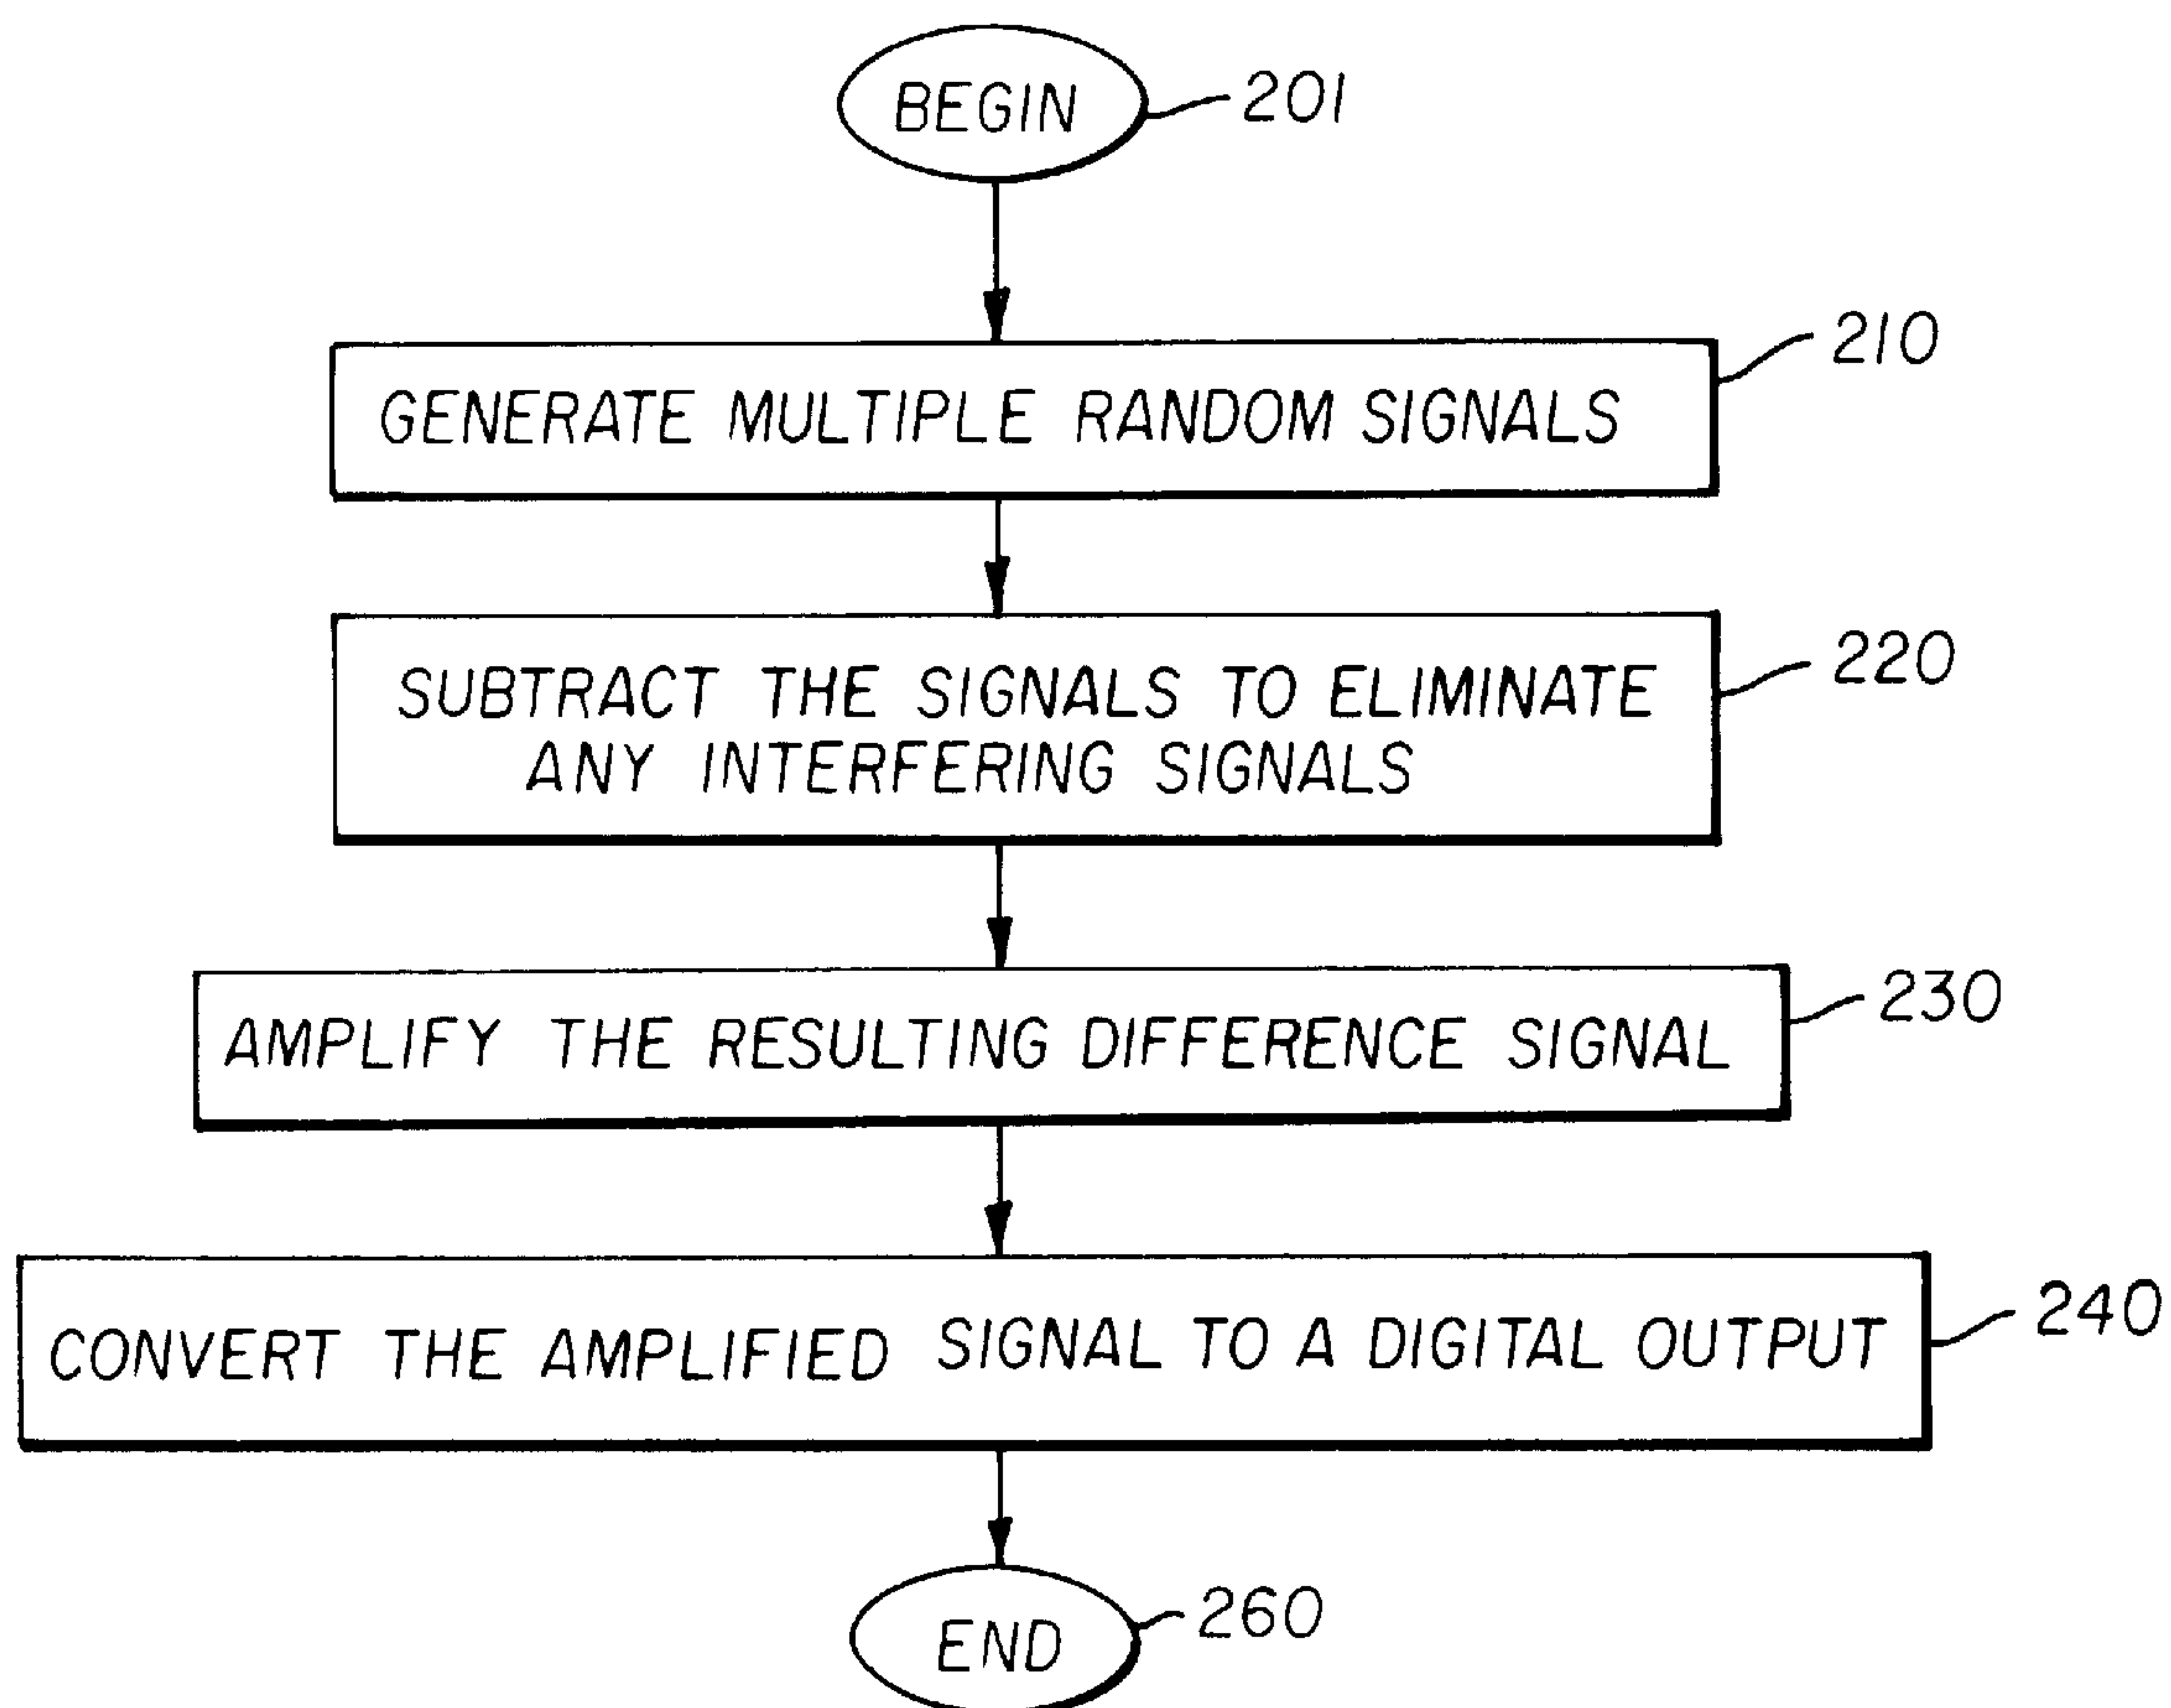 BEGIN
201
GENERATE MULTIPLE RANDOM SIGNALS
210
SUBTRACT THE SIGNALS TO ELIMINATE
ANY INTERFERING SIGNALS
220
AMPLIFY THE RESULTING DIFFERENCE SIGNAL
230
CONVERT THE AMPLIFIED SIGNAL TO A DIGITAL OUTPUT
240
END
260